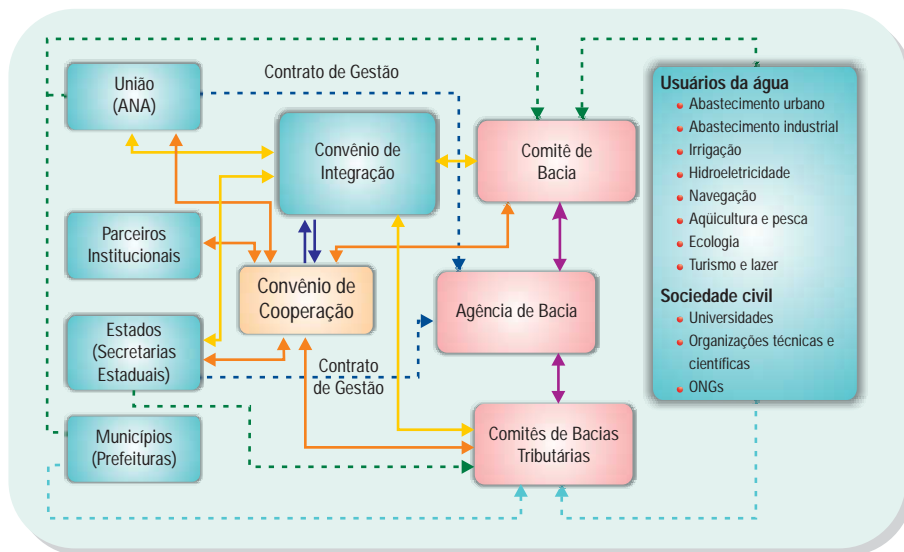 Contrato de Gestão
União
(ANA)
Convênio de
Integração
Comitê de
Bacia
Parceiros
Institucionais
Convênio de
Cooperação
Agência de Bacia
Estados
(Secretarias
Estaduais)
Contrato
de Gestão
Municípios
(Prefeituras)
Comitês de Bacias
Tributárias
Usuários da água
Abastecimento urbano
Abastecimento industrial
Irrigação
Hidroeletricidade
Navegação
Aqüicultura e pesca
Ecologia
Turismo e lazer
Sociedade civil
Universidades
Organizações técnicas e
científicas
ONGs